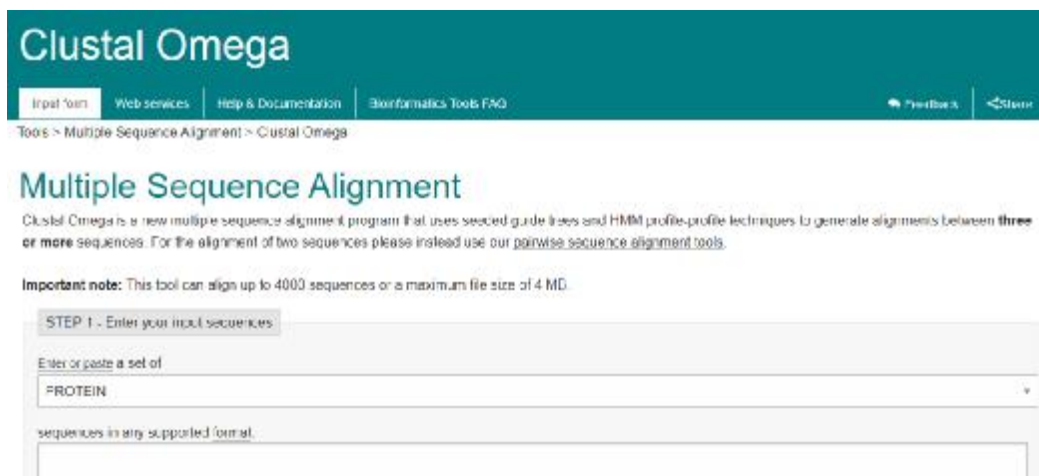 Clustal Omega
Input form Web services Help & Documentation Bioinformatics Tools FAQ Feedback Share
Tools > Multiple Sequence Alignment > Clustal Omega
Multiple Sequence Alignment
Clustal Omega is a new multiple sequence alignment program that uses seeded guide trees and HMM profile-profile techniques to generate alignments between three
or more sequences. For the alignment of two sequences please instead use our pairwise sequence alignment tools.
Important note: This tool can align up to 4000 sequences or a maximum file size of 4 MB.
STEP 1 - Enter your input sequences
Enter or paste a set of
PROTEIN
sequences in any supported format: